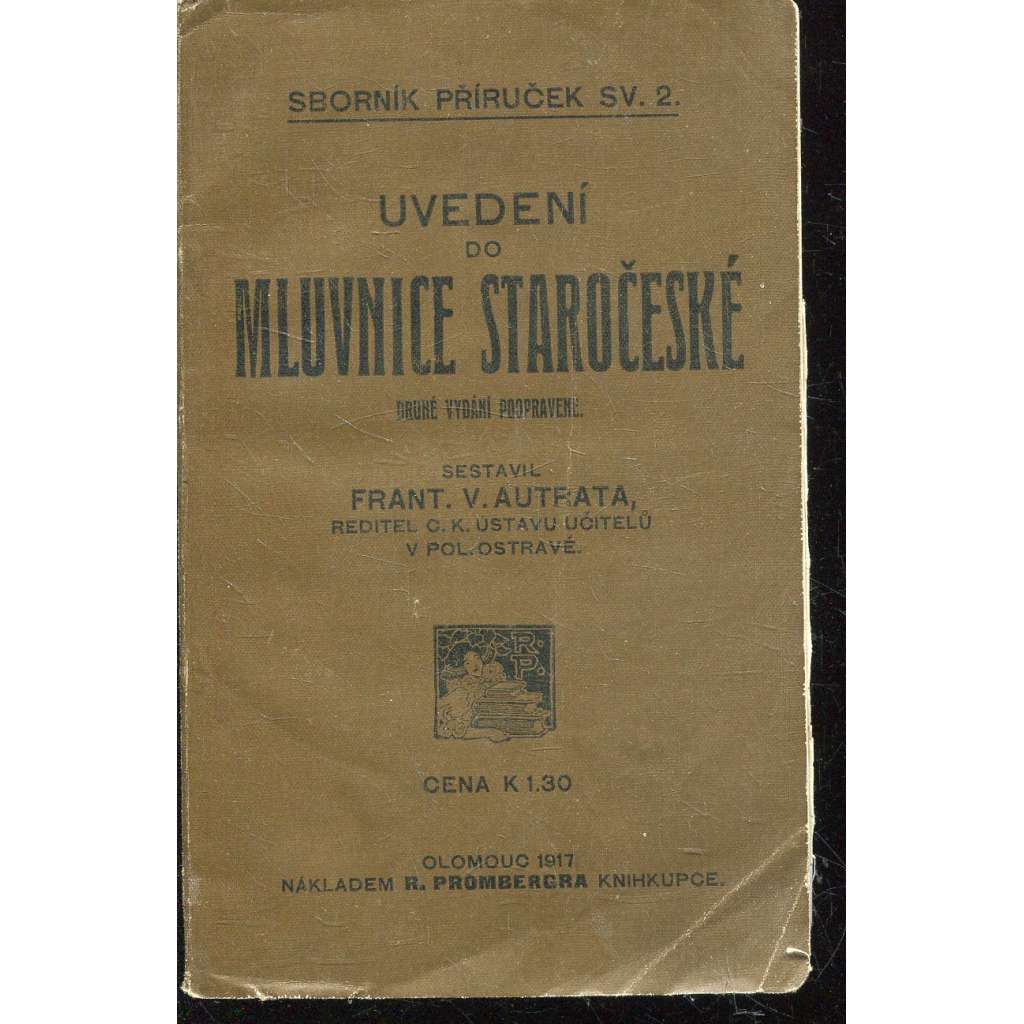 SBORNÍK PŘÍRUČEK SV. 2.
UVEDENÍ
DO
MLUVNICE STAROČESKÉ
DRUHÉ VYDÁNÍ POOPRAVENÉ.
SESTAVIL
FRANT. V. AUTRATA,
ŘEDITEL C. K. ÚSTAVU UČITELŮ
V POL. OSTRAVĚ.
R.
P.
CENA K 1.30
OLOMOUC 1917
NÁKLADEM R. PROMBERGRA KNIHKUPCE.